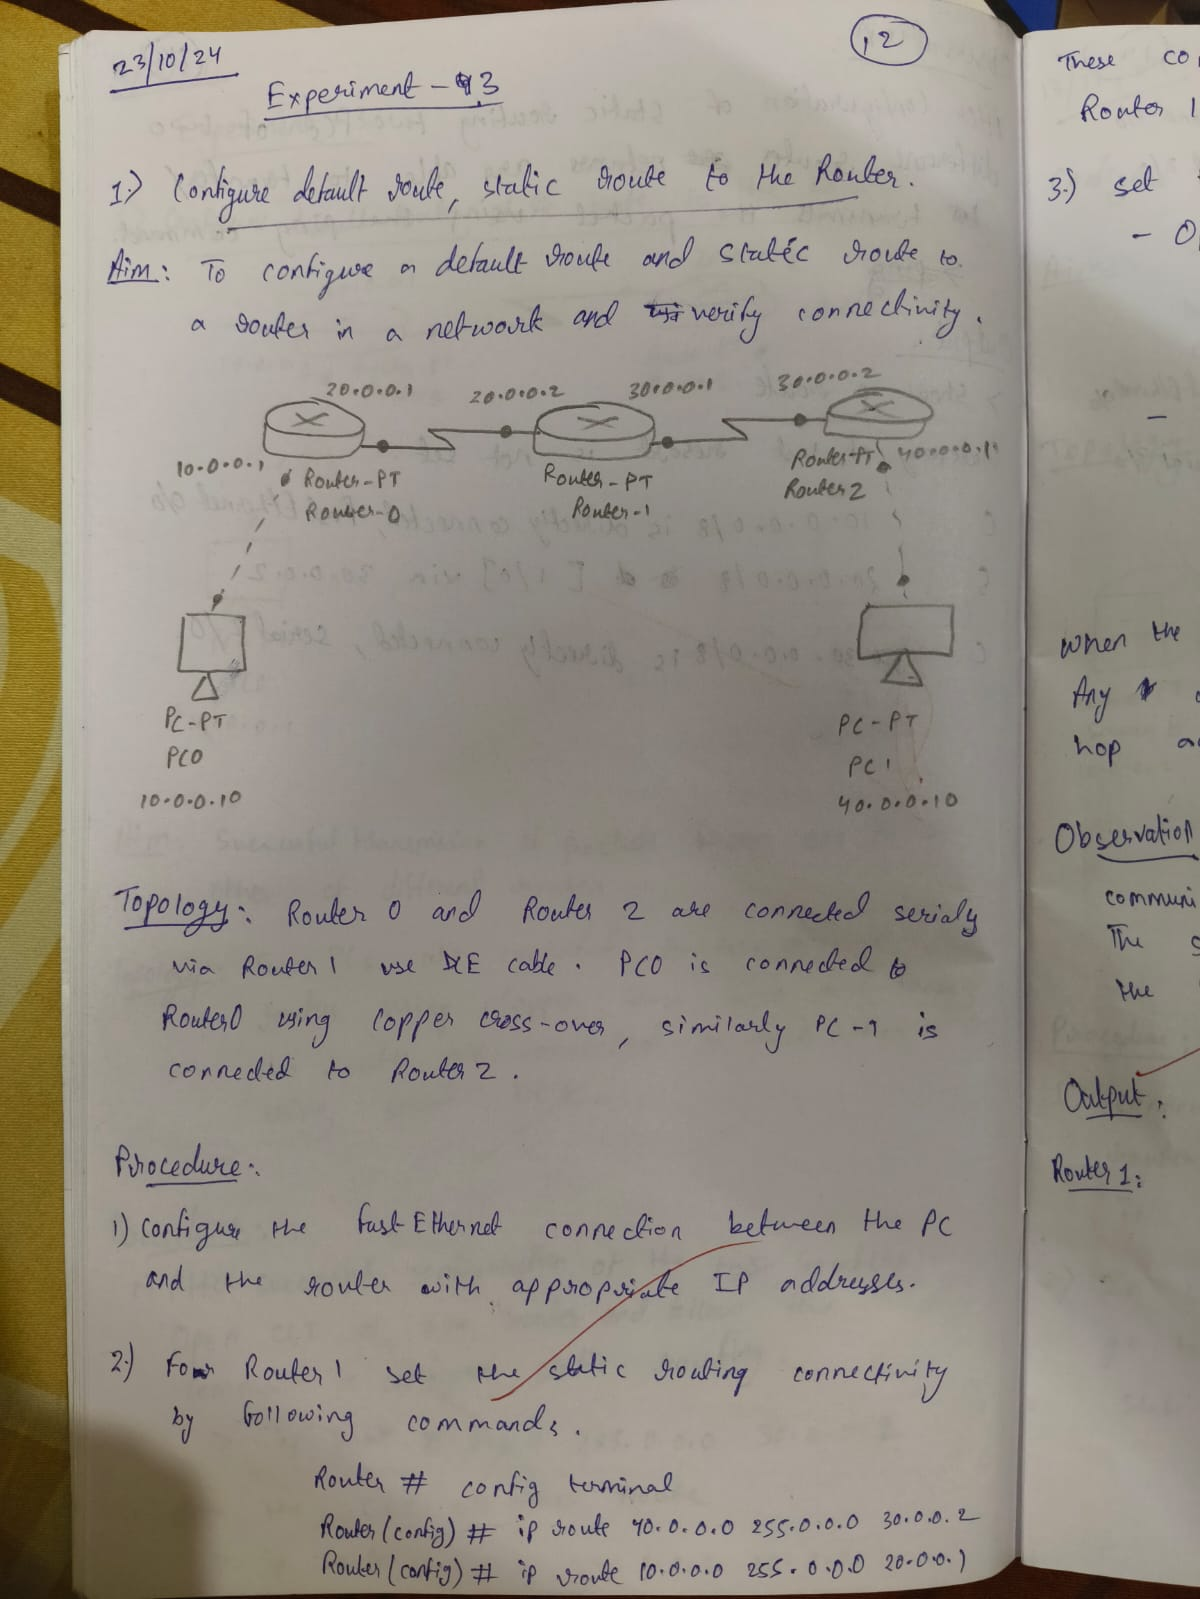 23/10/24
12
Experiment - 3
1.) Configure default route, static route to the Router.
Aim: To configure a default route and static route to
a router in a network and verify connectivity.
20.0.0.1 20.0.0.2 30.0.0.1 30.0.0.2
10.0.0.1 Router-PT Router-PT Router-PT 40.0.0.1
Router-0 Router-1 Router 2
PC-PT PC-PT
PC0 PC1
10.0.0.10 40.0.0.10
Topology: Router 0 and Router 2 are connected serialy
via Router 1 use DCE cable. PC0 is connected to
Router0 using Copper cross-over, similarly PC-1 is
connected to Router 2.
Procedure:
1) Configure the fast Ethernet connection between the PC
and the router with appropriate IP addresses.
2.) For Router 1 set the static routing connectivity
by following commands.
Router # config terminal
Router (config) # ip route 40.0.0.0 255.0.0.0 30.0.0.2
Router (config) # ip route 10.0.0.0 255.0.0.0 20.0.0.1
These
Router 1
3.) set
-
-
When the
Any
hop
Observation
communi
The
the
Output:
Router 1: